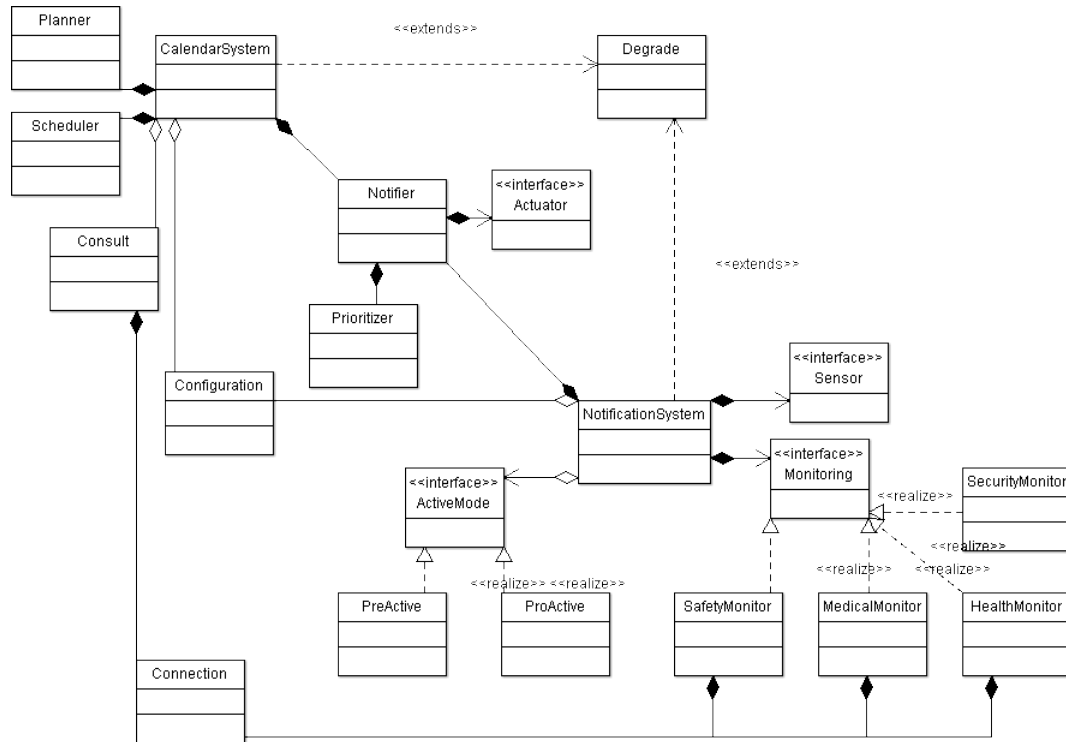 Planner
CalendarSystem
<<extends>>
Degrade
Scheduler
Notifier
<<interface>>
Actuator
Consult
<<extends>>
Prioritizer
<<interface>>
Sensor
Configuration
NotificationSystem
<<interface>>
Monitoring
<<interface>>
ActiveMode
SecurityMonitor
<<realize>>
<<realize>>
<<realize>>
<<realize>>
<<realize>>
<<realize>>
PreActive
ProActive
SafetyMonitor
MedicalMonitor
HealthMonitor
Connection